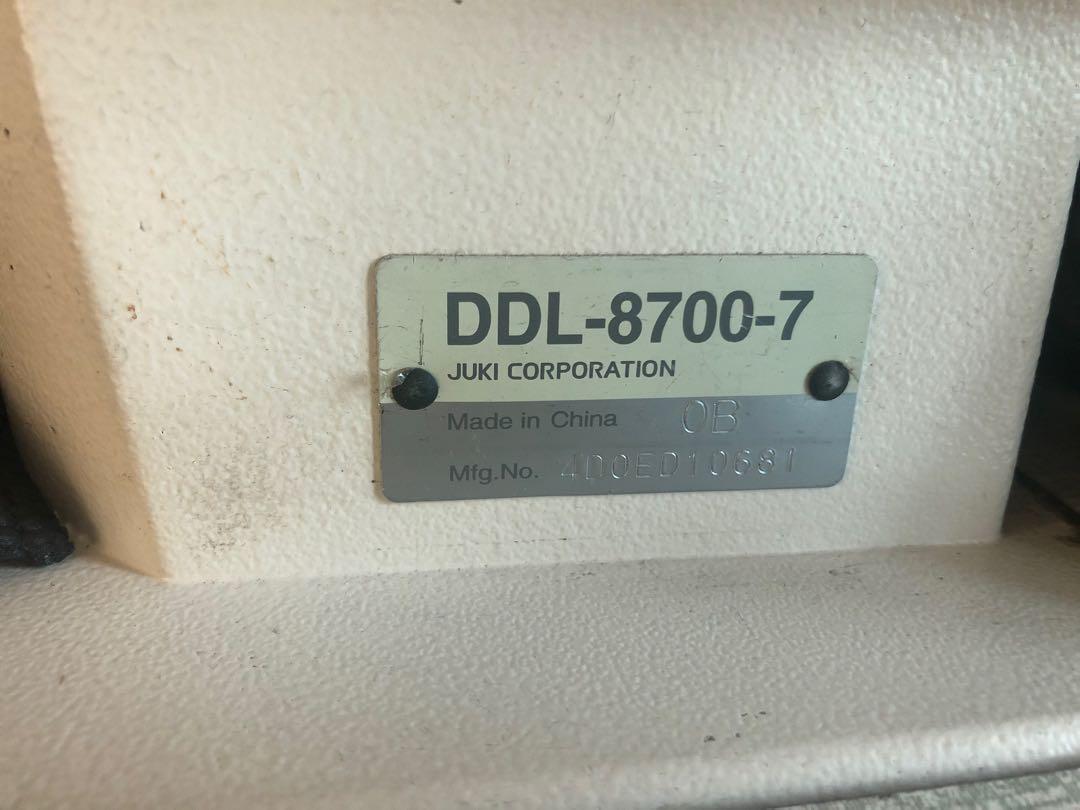 DDL-8700-7
JUKI CORPORATION
Made in China 0B
Mfg.No. 4D0ED10681